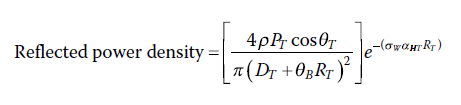 Reflected power density = [4ρP_T cosθ_T / π(D_T + θ_B R_T)²] e^−(σ_W α_HT R_T)